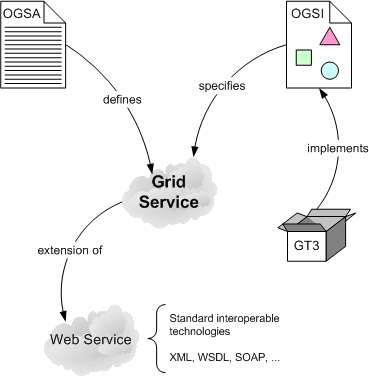 OGSA
OGSI
defines
specifies
Grid
Service
implements
GT3
extension of
Web Service
Standard interoperable
technologies
XML, WSDL, SOAP, ...